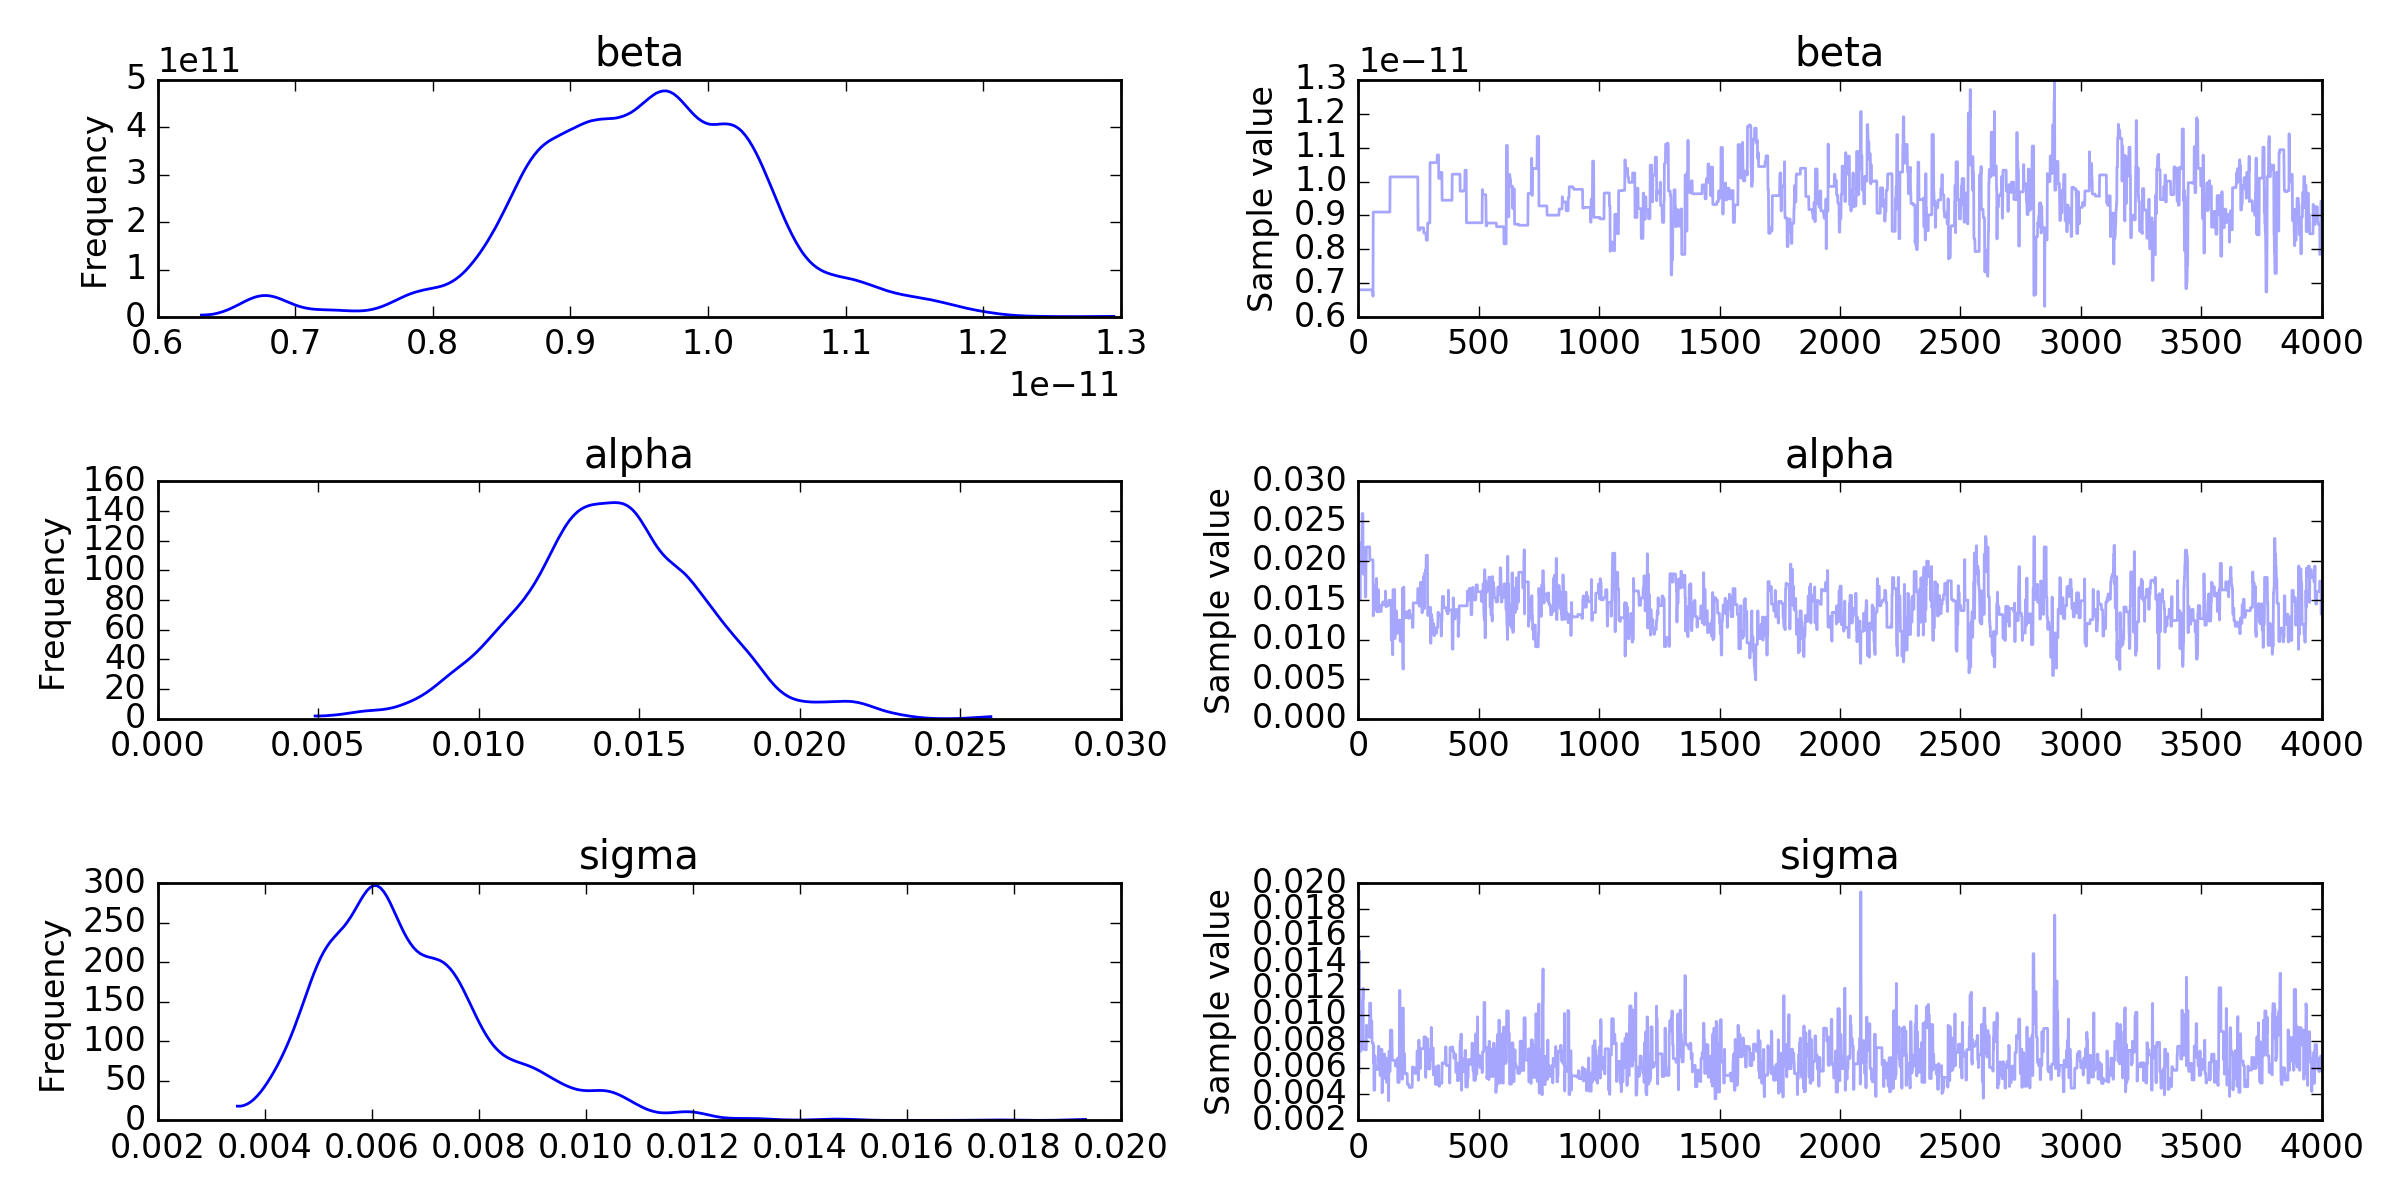 beta
1e11
5
4
3
2
1
0
Frequency
0.6 0.7 0.8 0.9 1.0 1.1 1.2 1.3
1e−11
beta
1e−11
1.3
1.2
1.1
1.0
0.9
0.8
0.7
0.6
Sample value
0 500 1000 1500 2000 2500 3000 3500 4000
alpha
160
140
120
100
80
60
40
20
0
Frequency
0.000 0.005 0.010 0.015 0.020 0.025 0.030
alpha
0.030
0.025
0.020
0.015
0.010
0.005
0.000
Sample value
0 500 1000 1500 2000 2500 3000 3500 4000
sigma
300
250
200
150
100
50
0
Frequency
0.002 0.004 0.006 0.008 0.010 0.012 0.014 0.016 0.018 0.020
sigma
0.020
0.018
0.016
0.014
0.012
0.010
0.008
0.006
0.004
0.002
Sample value
0 500 1000 1500 2000 2500 3000 3500 4000